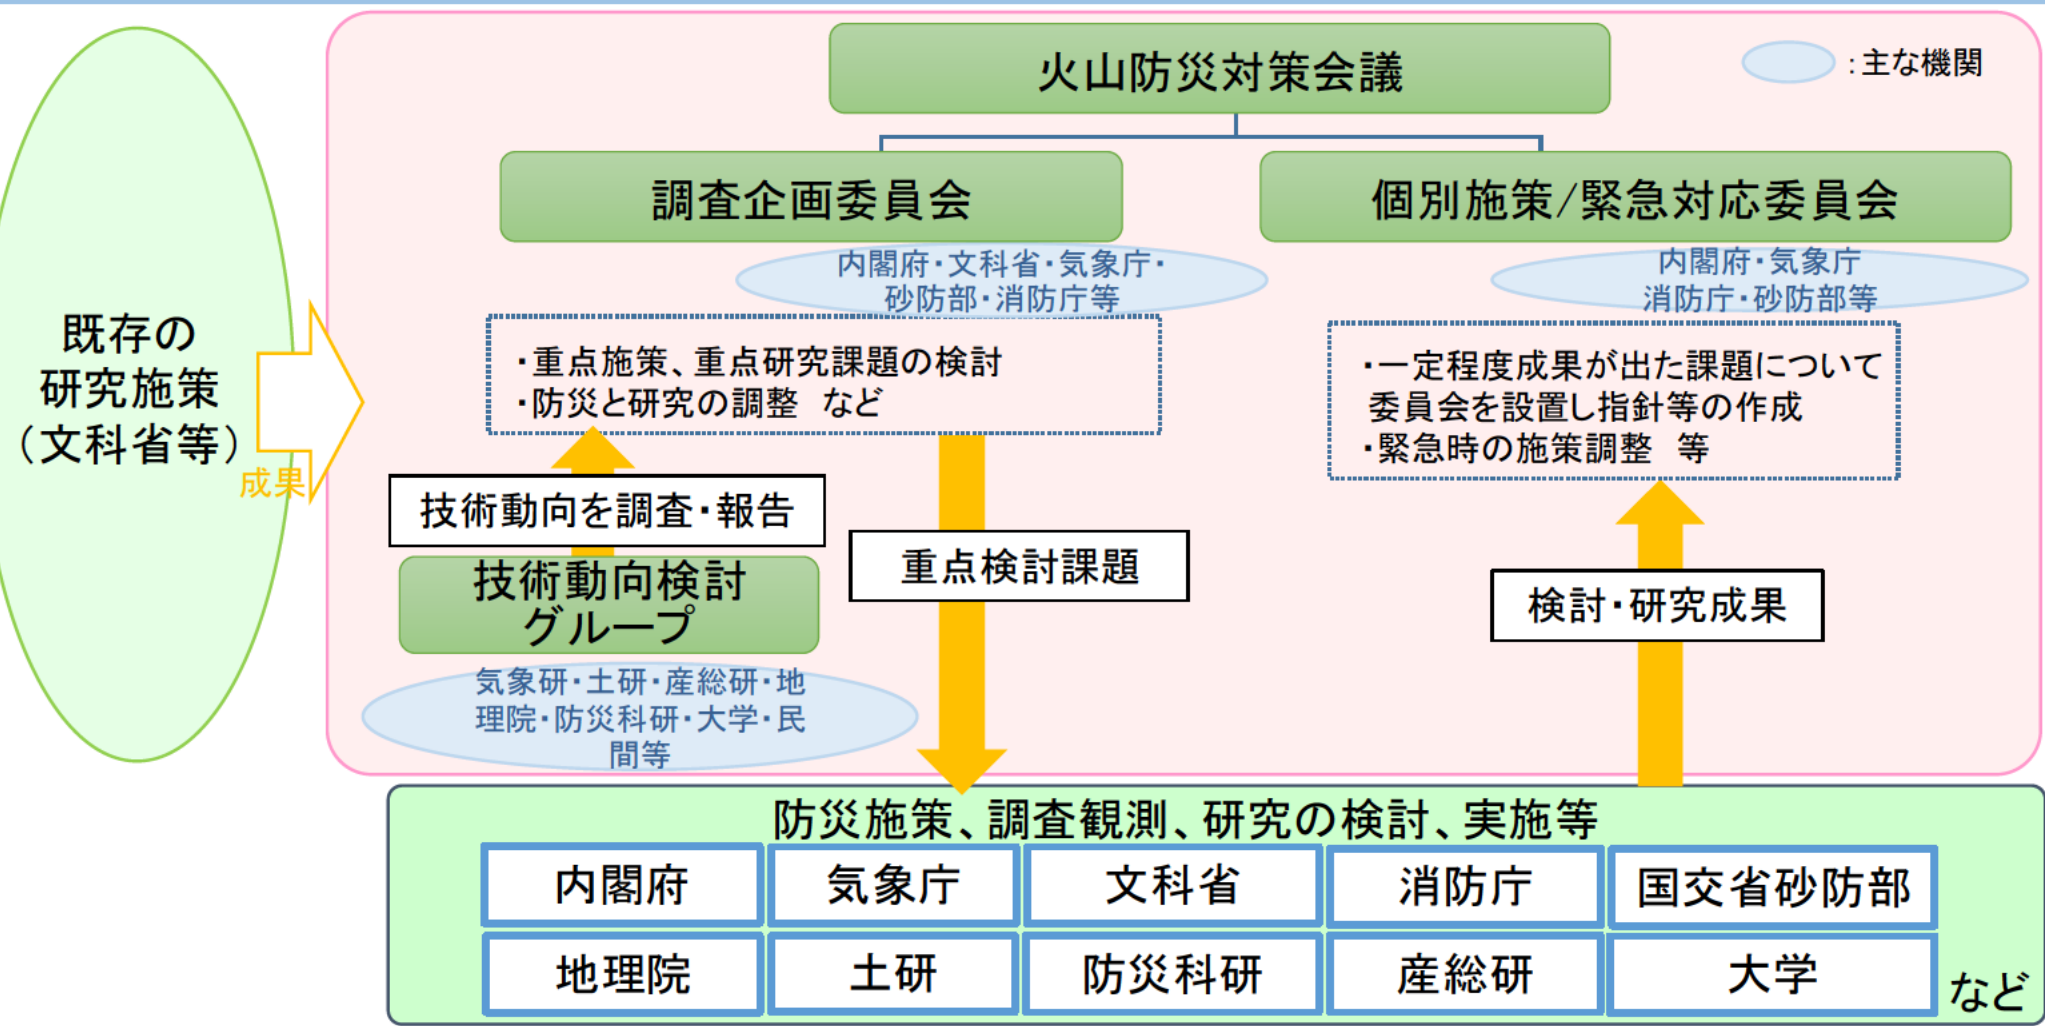 火山防災対策会議
:主な機関
調査企画委員会
個別施策/緊急対応委員会
内閣府・文科省・気象庁・
砂防部・消防庁等
内閣府・気象庁
消防庁・砂防部等
既存の
研究施策
(文科省等)
成果
・重点施策、重点研究課題の検討
・防災と研究の調整　など
・一定程度成果が出た課題について
委員会を設置し指針等の作成
・緊急時の施策調整　等
技術動向を調査・報告
重点検討課題
検討・研究成果
技術動向検討
グループ
気象研・土研・産総研・地
理院・防災科研・大学・民
間等
防災施策、調査観測、研究の検討、実施等
内閣府
気象庁
文科省
消防庁
国交省砂防部
地理院
土研
防災科研
産総研
大学
など